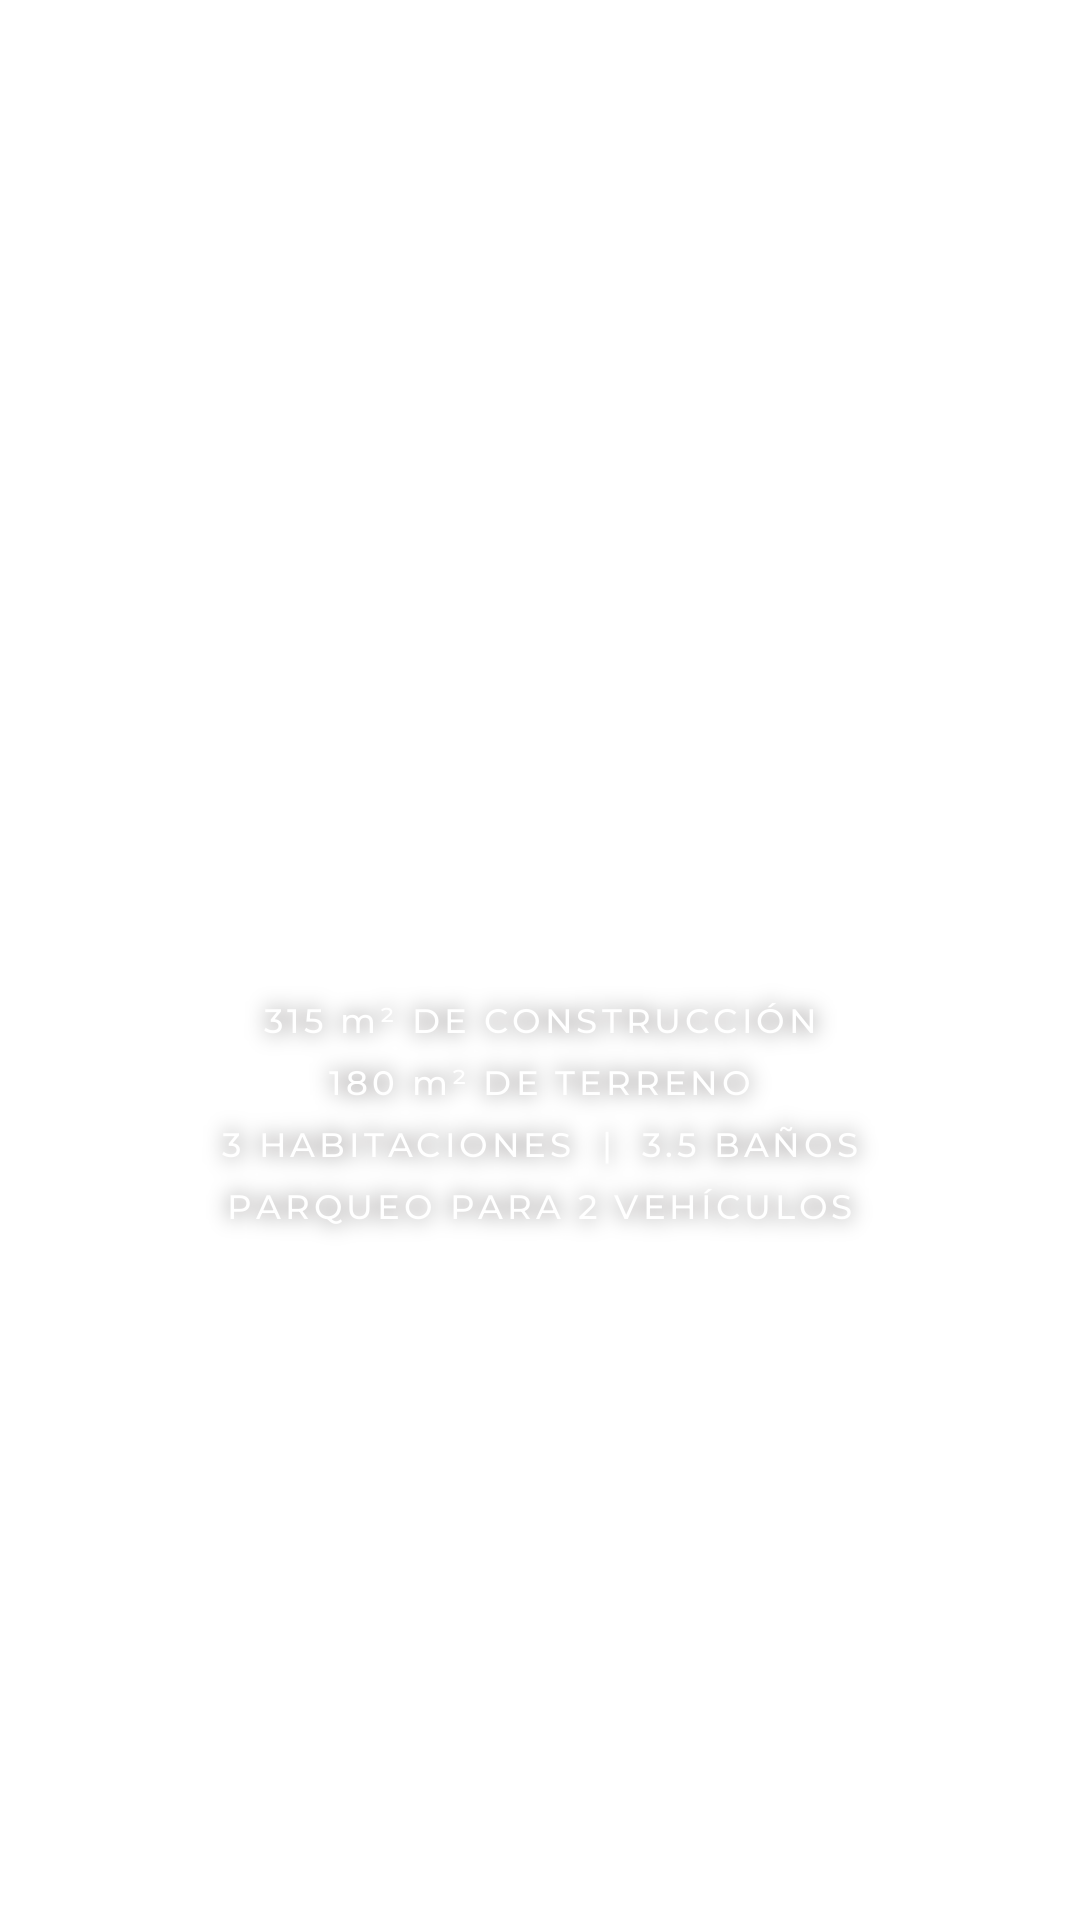 315 m² DE CONSTRUCCIÓN
180 m² DE TERRENO
3 HABITACIONES | 3.5 BAÑOS
PARQUEO PARA 2 VEHÍCULOS